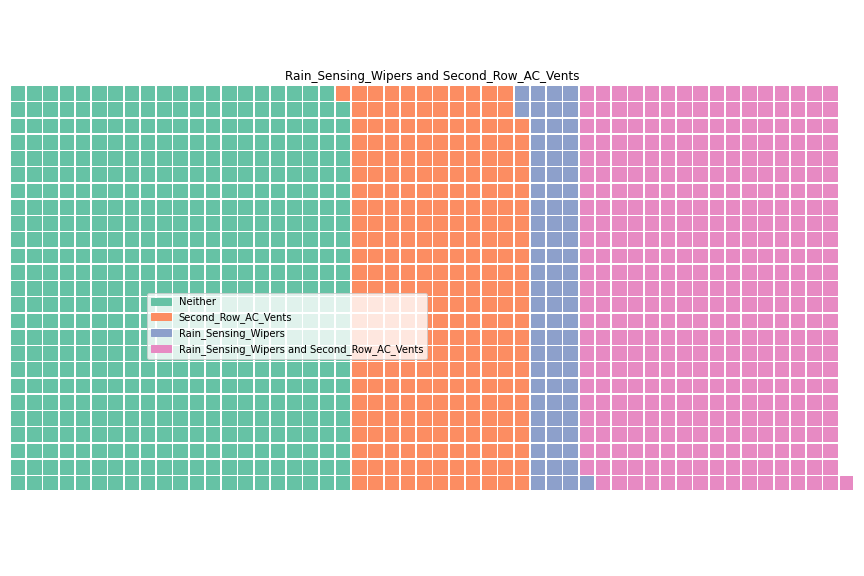 Rain_Sensing_Wipers and Second_Row_AC_Vents
Neither
Second_Row_AC_Vents
Rain_Sensing_Wipers
Rain_Sensing_Wipers and Second_Row_AC_Vents